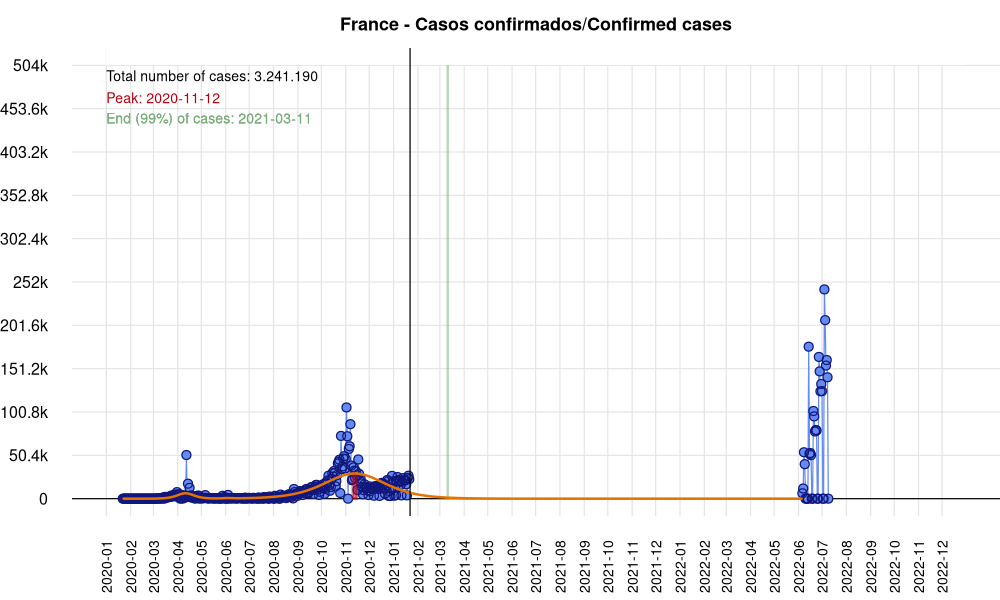 France - Casos confirmados/Confirmed cases
Total number of cases: 3.241.190
Peak: 2020-11-12
End (99%) of cases: 2021-03-11
504k
453.6k
403.2k
352.8k
302.4k
252k
201.6k
151.2k
100.8k
50.4k
0
2020-01
2020-02
2020-03
2020-04
2020-05
2020-06
2020-07
2020-08
2020-09
2020-10
2020-11
2020-12
2021-01
2021-02
2021-03
2021-04
2021-05
2021-06
2021-07
2021-08
2021-09
2021-10
2021-11
2021-12
2022-01
2022-02
2022-03
2022-04
2022-05
2022-06
2022-07
2022-08
2022-09
2022-10
2022-11
2022-12